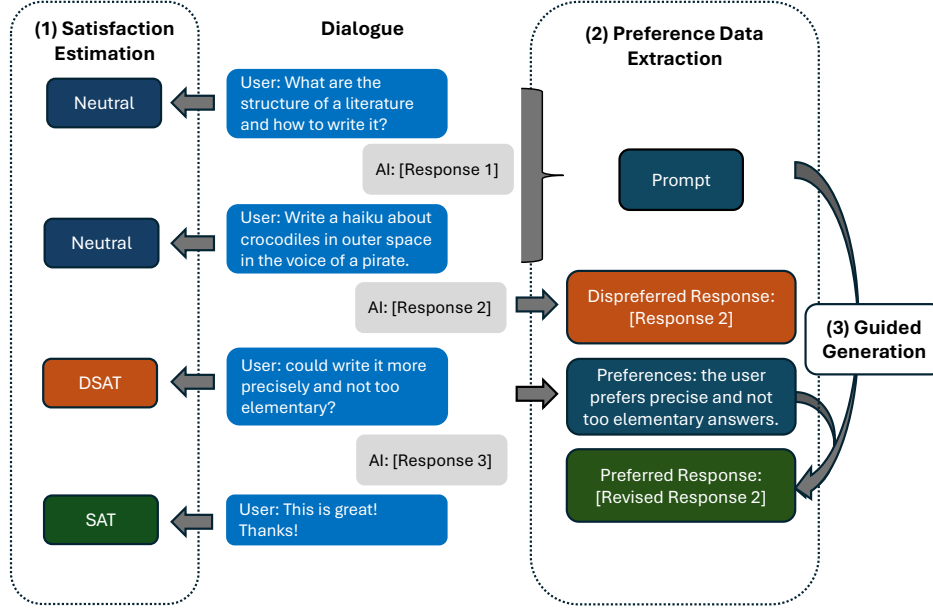 (1) Satisfaction
Estimation
Dialogue
(2) Preference Data
Extraction
Neutral
User: What are the
structure of a literature
and how to write it?
AI: [Response 1]
Prompt
Neutral
User: Write a haiku about
crocodiles in outer space
in the voice of a pirate.
AI: [Response 2]
Dispreferred Response:
[Response 2]
(3) Guided
Generation
DSAT
User: could write it more
precisely and not too
elementary?
Preferences: the user
prefers precise and not
too elementary answers.
AI: [Response 3]
Preferred Response:
[Revised Response 2]
SAT
User: This is great!
Thanks!